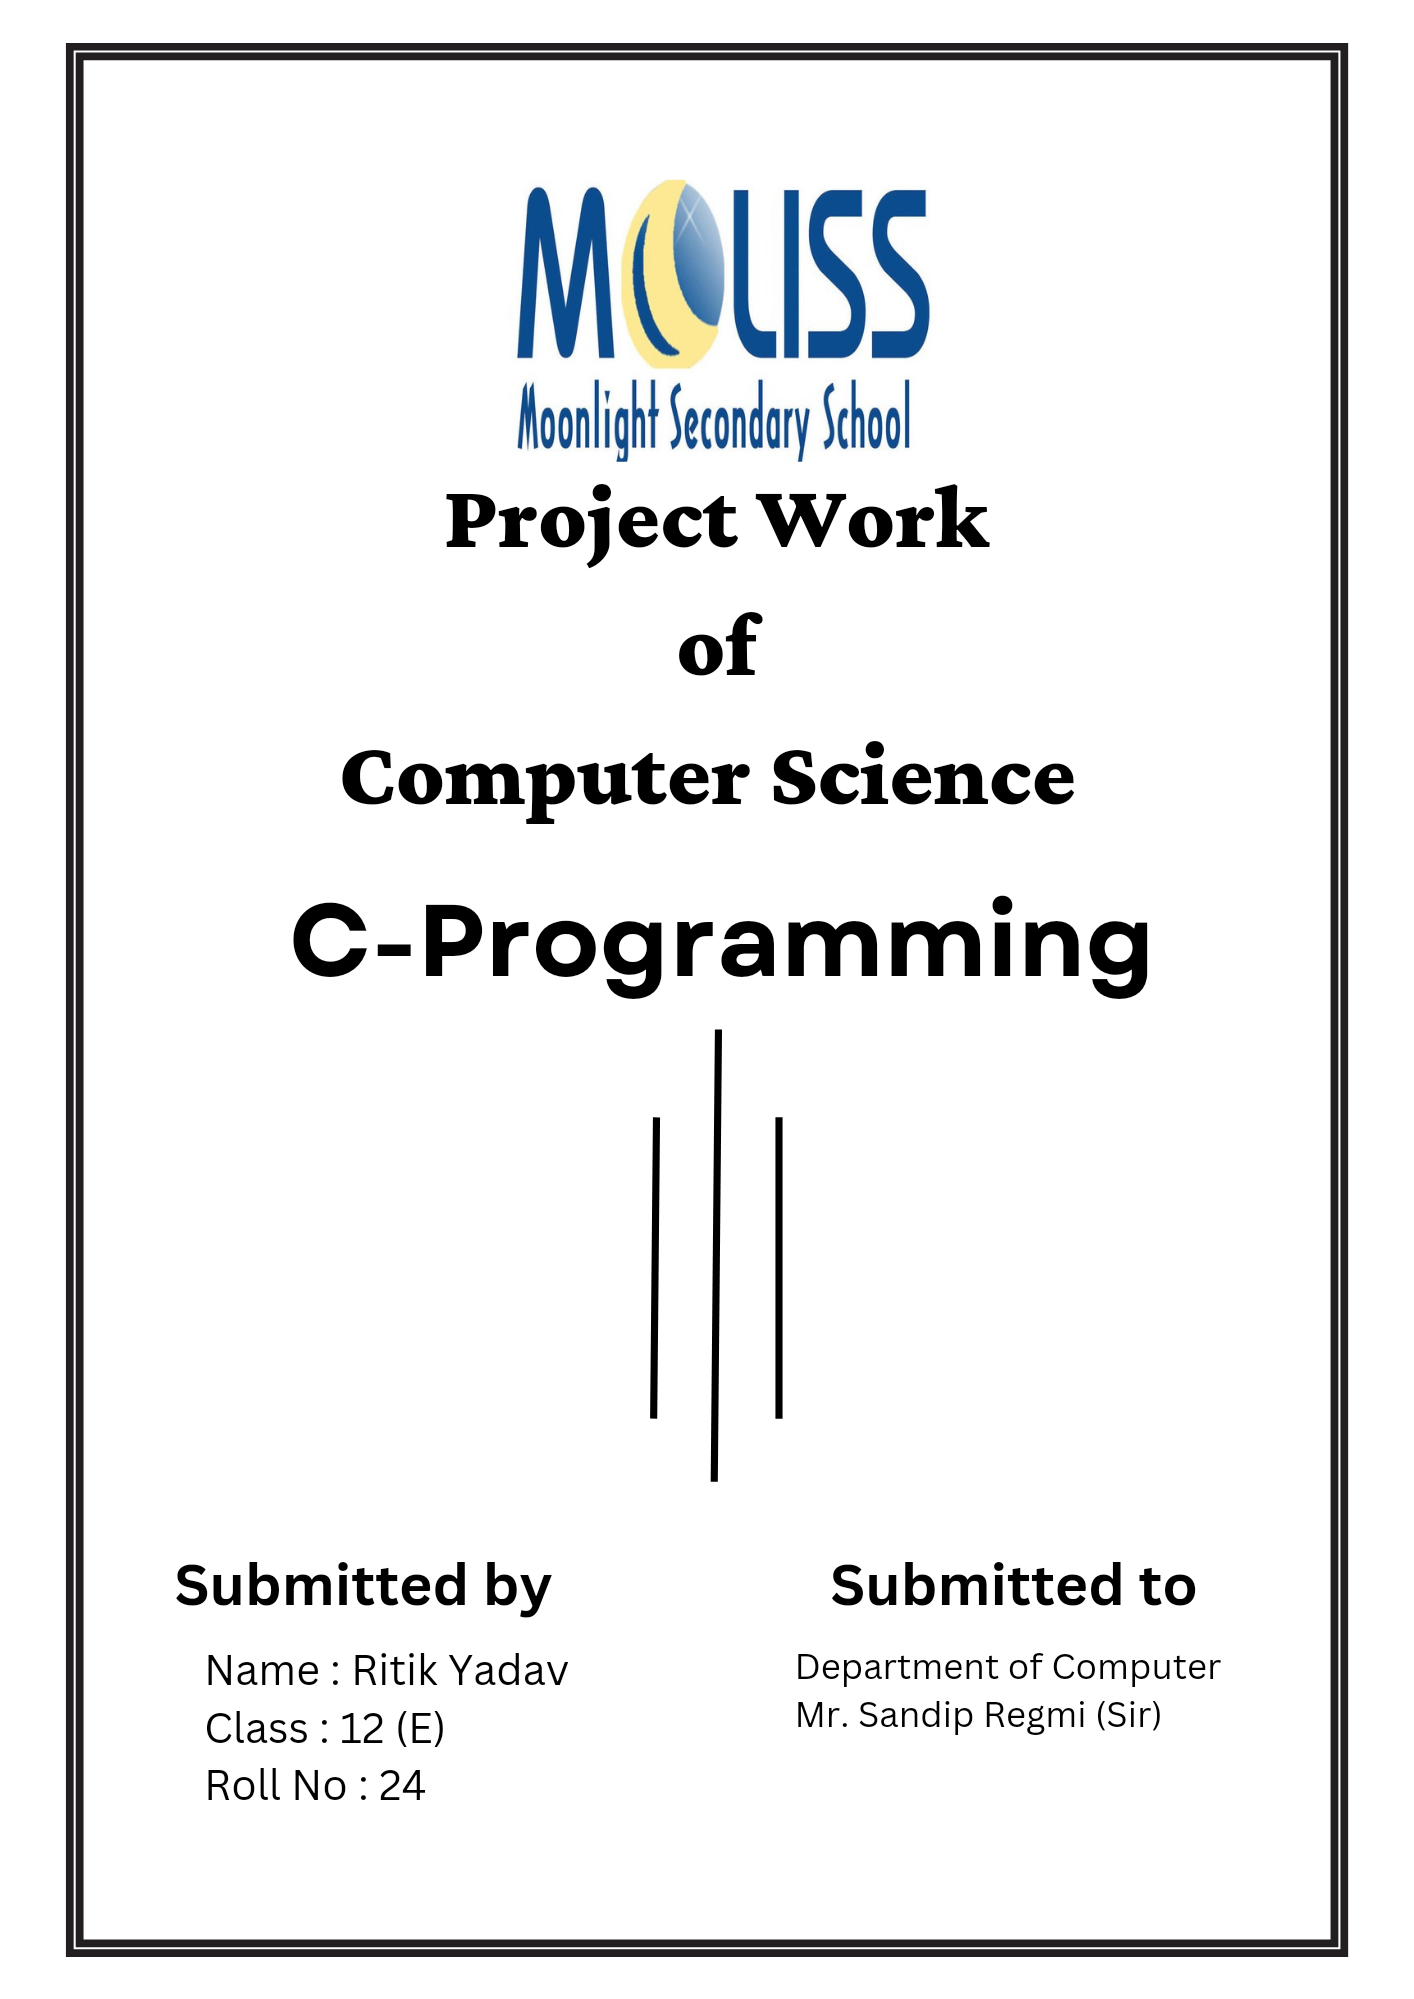 MOLISS
Moonlight Secondary School
Project Work
of
Computer Science
C-Programming
Submitted by
Name : Ritik Yadav
Class : 12 (E)
Roll No : 24
Submitted to
Department of Computer
Mr. Sandip Regmi (Sir)